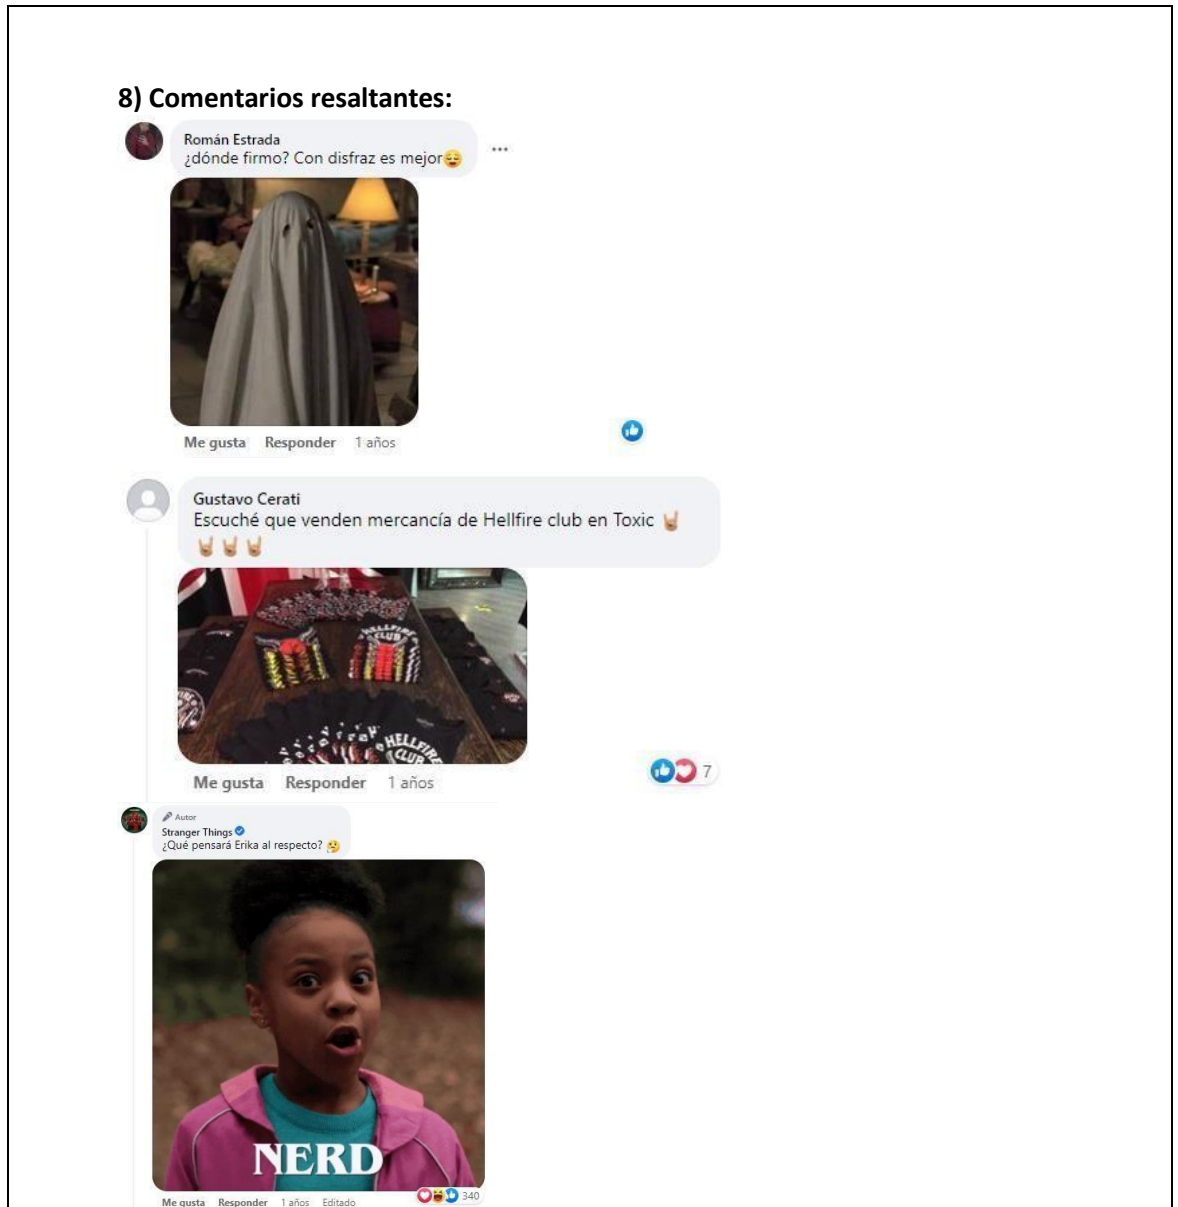 8) Comentarios resaltantes:
Román Estrada
¿dónde firmo? Con disfraz es mejor😌
Me gusta Responder 1 años
Gustavo Cerati
Escuché que venden mercancía de Hellfire club en Toxic 🤘🏼
🤘🏼🤘🏼🤘🏼
HELLFIRE
CLUB
HELLFIRE
CLUB
Me gusta Responder 1 años
7
Autor
Stranger Things
¿Qué pensará Erika al respecto? 🤔
NERD
Me gusta Responder 1 años Editado
340